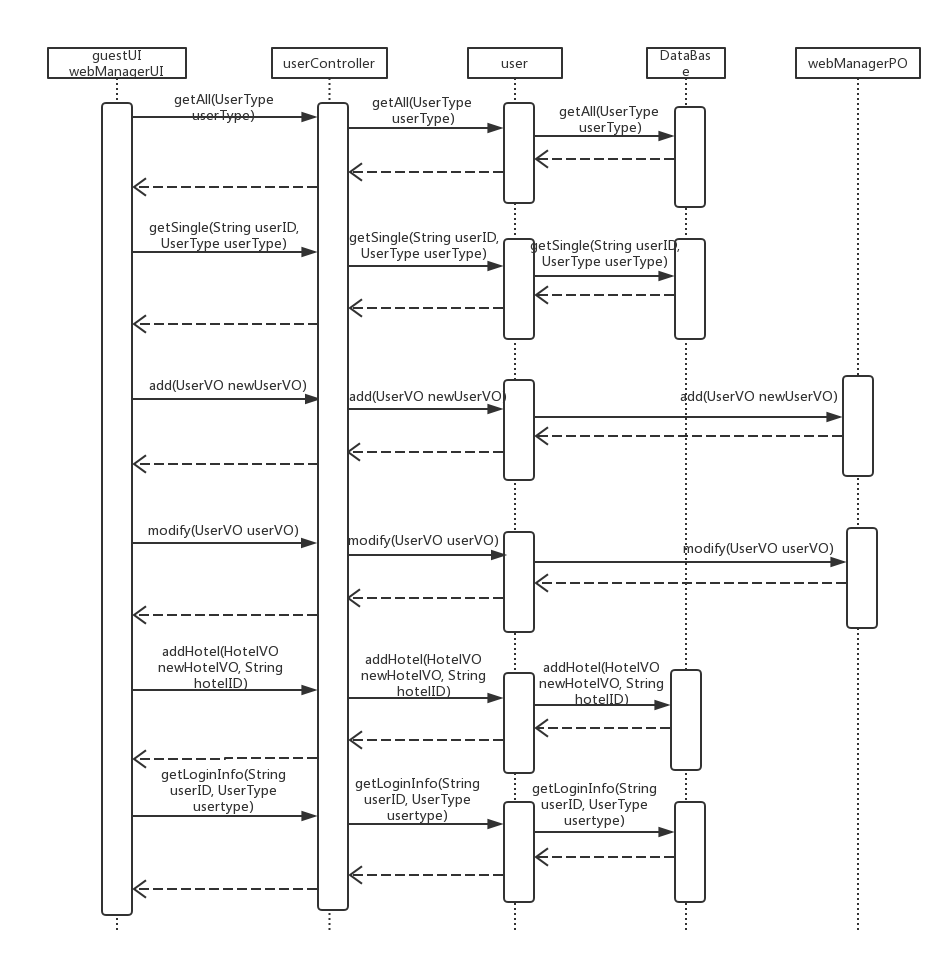 guestUI
webManagerUI
userController
user
DataBas
e
webManagerPO
getAll(UserType
userType)
getAll(UserType
userType)
getAll(UserType
userType)
getSingle(String userID,
UserType userType)
getSingle(String userID,
UserType userType)
getSingle(String userID,
UserType userType)
add(UserVO newUserVO)
add(UserVO newUserVO)
add(UserVO newUserVO)
modify(UserVO userVO)
modify(UserVO userVO)
modify(UserVO userVO)
addHotel(HotelVO
newHotelVO, String
hotelID)
addHotel(HotelVO
newHotelVO, String
hotelID)
addHotel(HotelVO
newHotelVO, String
hotelID)
getLoginInfo(String
userID, UserType
usertype)
getLoginInfo(String
userID, UserType
usertype)
getLoginInfo(String
userID, UserType
usertype)